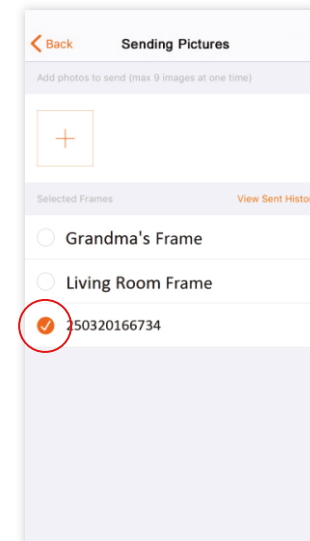 Back Sending Pictures
Add photos to send (max 9 images at one time)
Selected Frames View Sent Histo
Grandma's Frame
Living Room Frame
250320166734